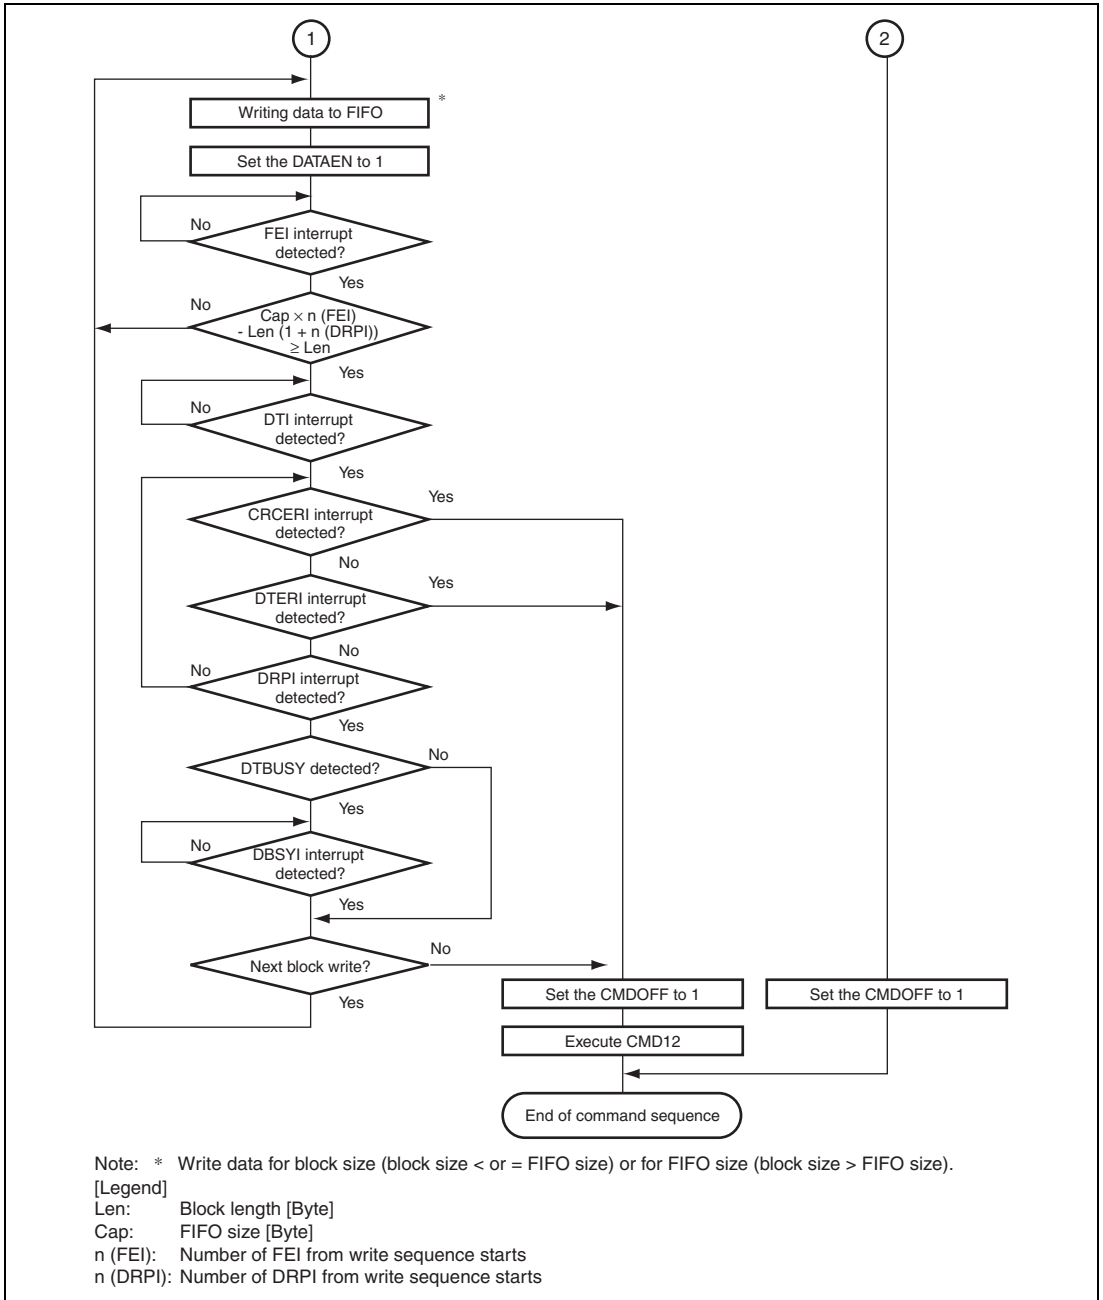 1
2
Writing data to FIFO
*
Set the DATAEN to 1
No
FEI interrupt
detected?
Yes
No
Cap × n (FEI)
- Len (1 + n (DRPI))
≥ Len
Yes
No
DTI interrupt
detected?
Yes
Yes
CRCERI interrupt
detected?
No
Yes
DTERI interrupt
detected?
No
No
DRPI interrupt
detected?
Yes
No
DTBUSY detected?
Yes
No
DBSYI interrupt
detected?
Yes
No
Next block write?
Yes
Set the CMDOFF to 1
Set the CMDOFF to 1
Execute CMD12
End of command sequence
Note: * Write data for block size (block size < or = FIFO size) or for FIFO size (block size > FIFO size).
[Legend]
Len: Block length [Byte]
Cap: FIFO size [Byte]
n (FEI): Number of FEI from write sequence starts
n (DRPI): Number of DRPI from write sequence starts